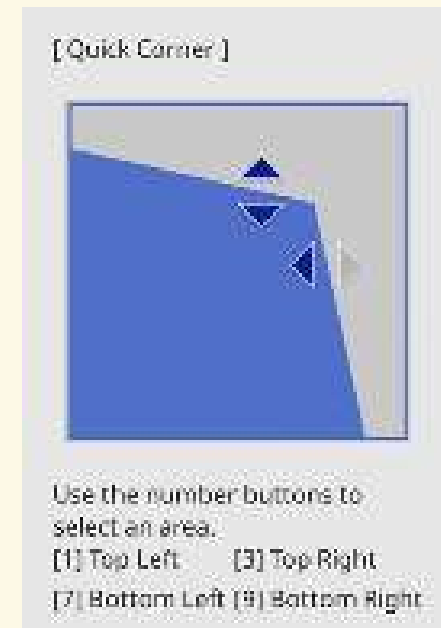 [ Quick Corner ]
Use the number buttons to
select an area.
[1] Top Left [3] Top Right
[7] Bottom Left [9] Bottom Right